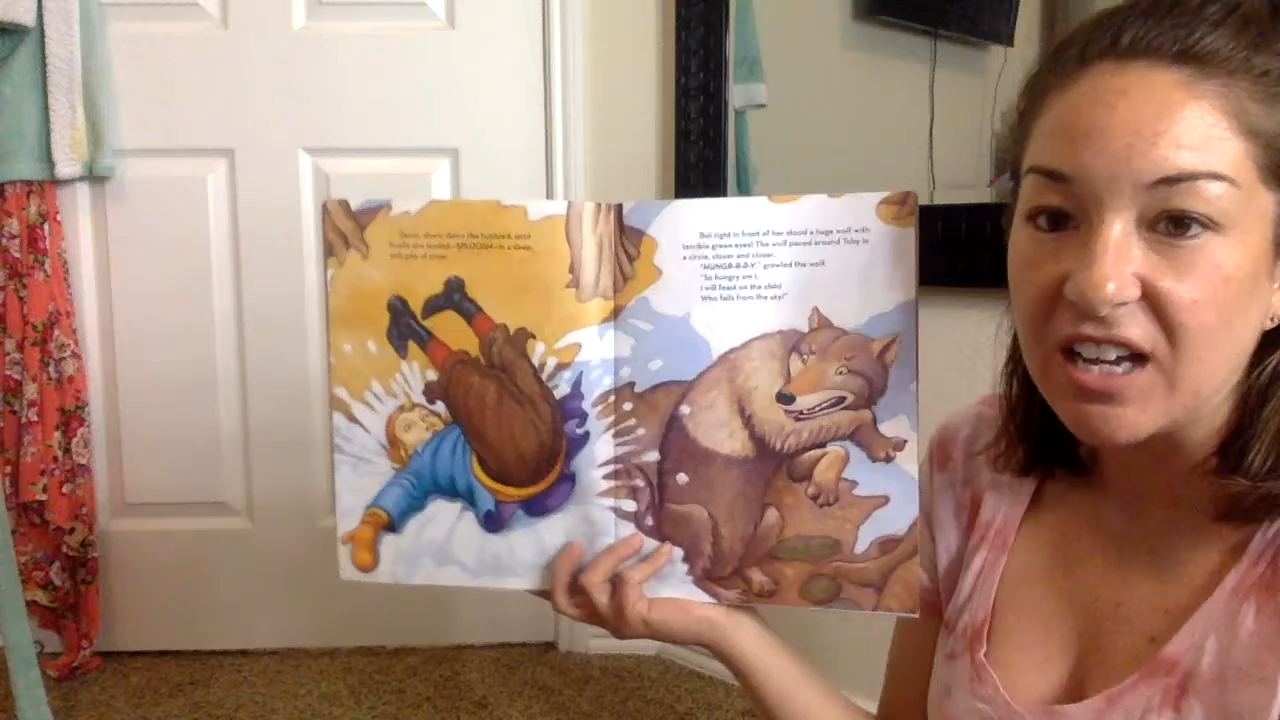 Down, down, down she tumbled, until
finally she landed—SPLOOSH—in a deep,
soft pile of snow.
But right in front of her stood a huge wolf with
terrible green eyes! The wolf paced around Toby in
a circle, closer and closer.
"HUNGR-R-R-Y," growled the wolf.
"So hungry am I,
I will feast on the child
Who falls from the sky!"